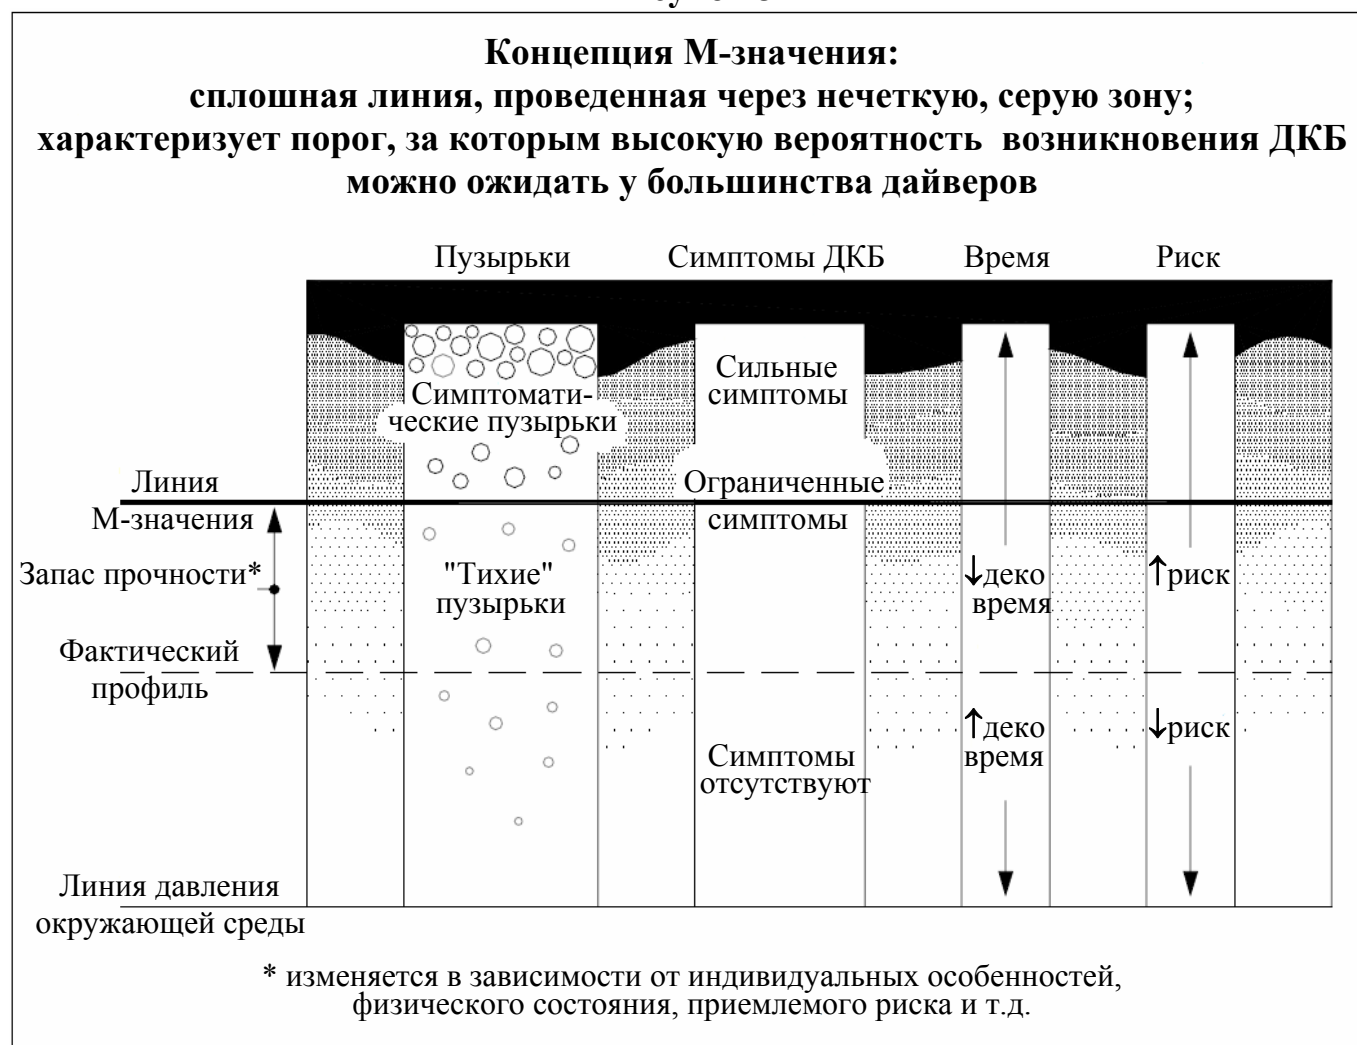 Концепция М-значения:
сплошная линия, проведенная через нечеткую, серую зону;
характеризует порог, за которым высокую вероятность возникновения ДКБ
можно ожидать у большинства дайверов
Пузырьки Симптомы ДКБ Время Риск
Симптомати-
ческие пузырьки
Сильные
симптомы
Линия
М-значения
Ограниченные
симптомы
Запас прочности*
"Тихие"
пузырьки
↓деко
время
↑риск
Фактический
профиль
↑деко
время
↓риск
Симптомы
отсутствуют
Линия давления
окружающей среды
* изменяется в зависимости от индивидуальных особенностей,
физического состояния, приемлемого риска и т.д.